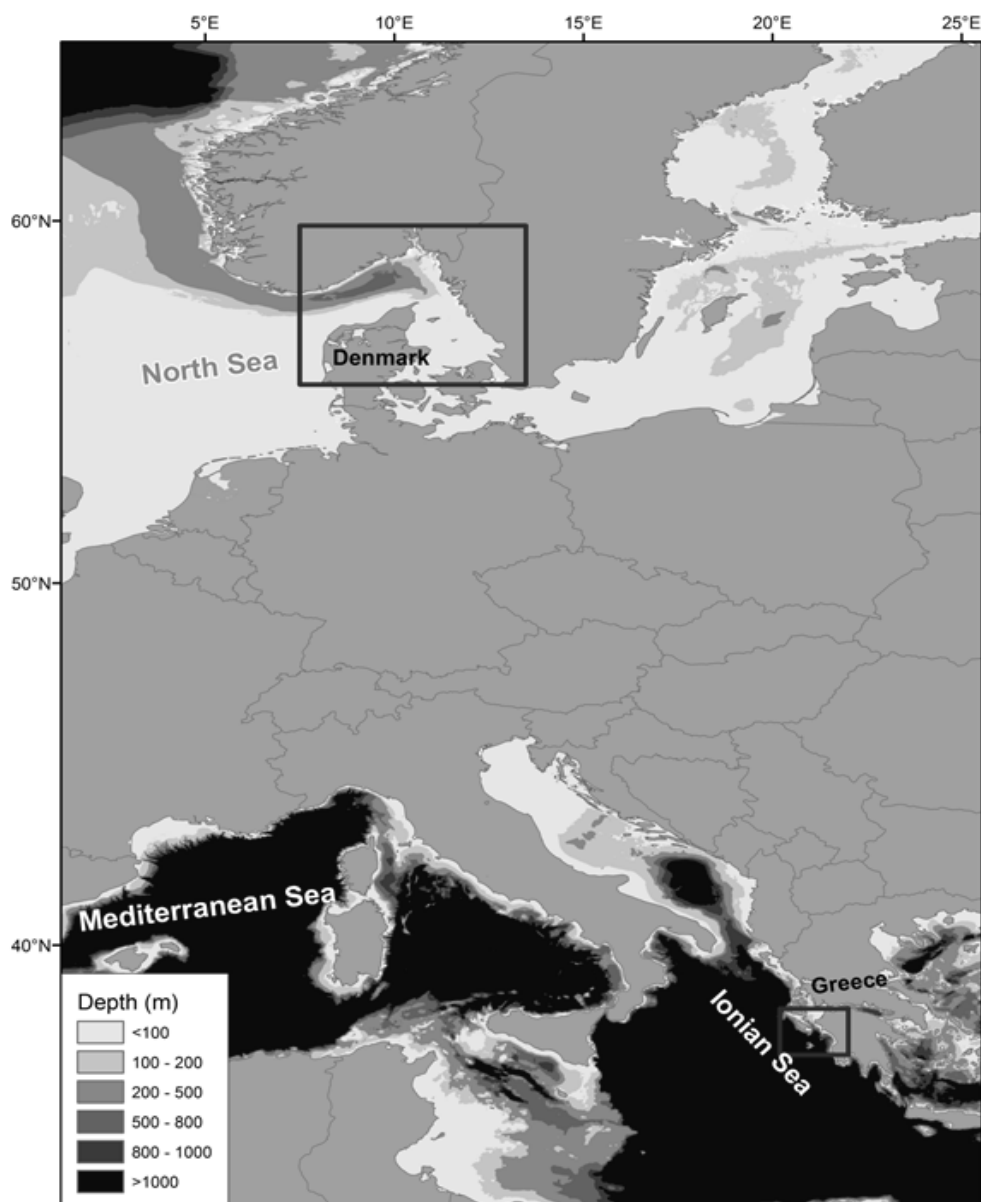 5°E 10°E 15°E 20°E 25°E
60°N
North Sea
Denmark
50°N
Mediterranean Sea
40°N
Greece
Ionian Sea
Depth (m)
<100
100 - 200
200 - 500
500 - 800
800 - 1000
>1000